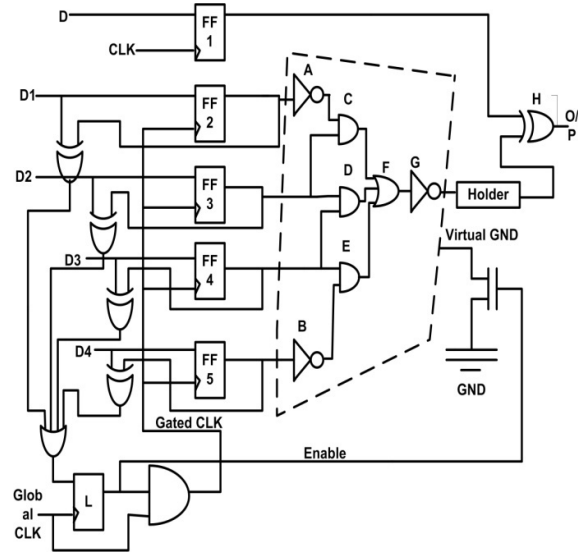 D
FF
1
CLK
A
H
O/
P
D1
FF
2
C
D2
FF
3
D
F
G
Holder
Virtual GND
D3
FF
4
E
D4
FF
5
B
GND
Gated CLK
Enable
L
Glob
al
CLK